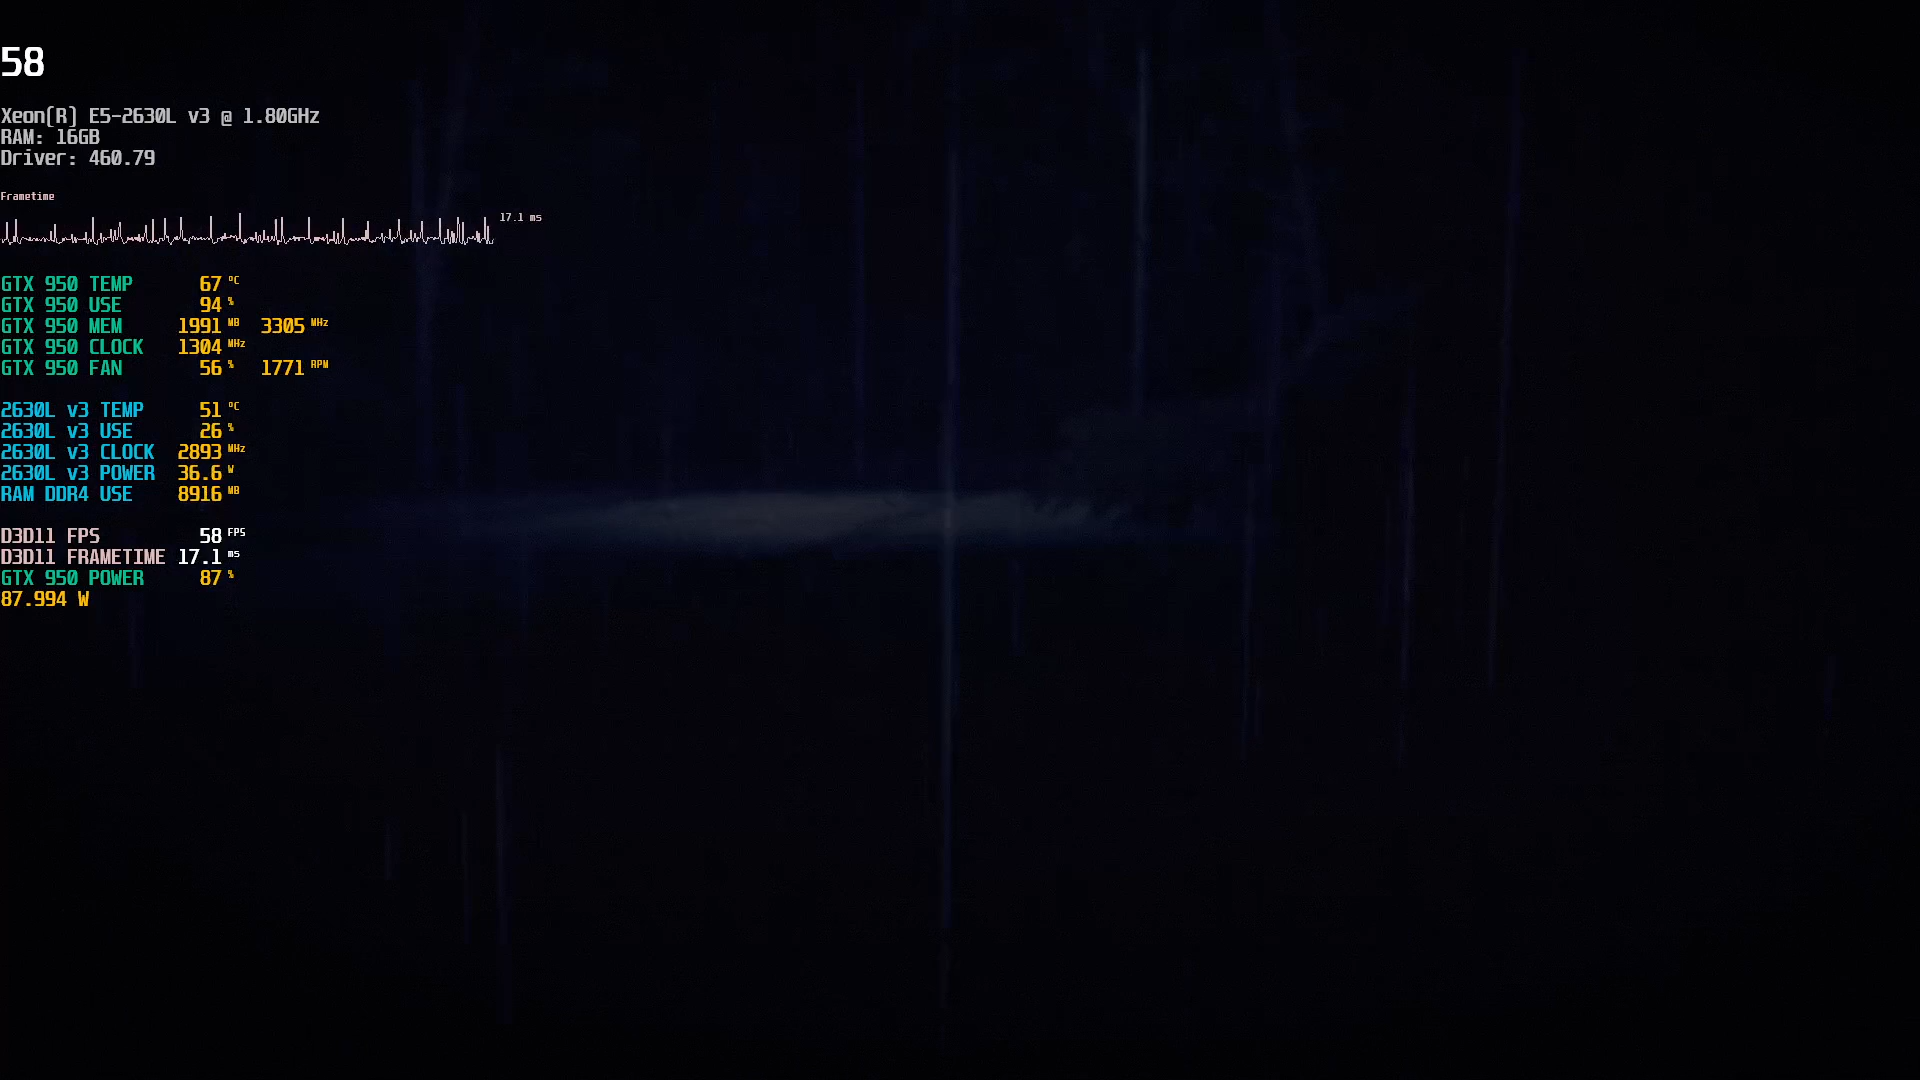 58
Xeon(R) E5-2630L v3 @ 1.80GHz
RAM: 16GB
Driver: 460.79
Frametime
17.1 ms
GTX 950 TEMP 67 °C
GTX 950 USE 94 %
GTX 950 MEM 1991 MB 3305 MHz
GTX 950 CLOCK 1304 MHz
GTX 950 FAN 56 % 1771 RPM
2630L v3 TEMP 51 °C
2630L v3 USE 26 %
2630L v3 CLOCK 2893 MHz
2630L v3 POWER 36.6 W
RAM DDR4 USE 8916 MB
D3D11 FPS 58 FPS
D3D11 FRAMETIME 17.1 ms
GTX 950 POWER 87 %
87.994 W